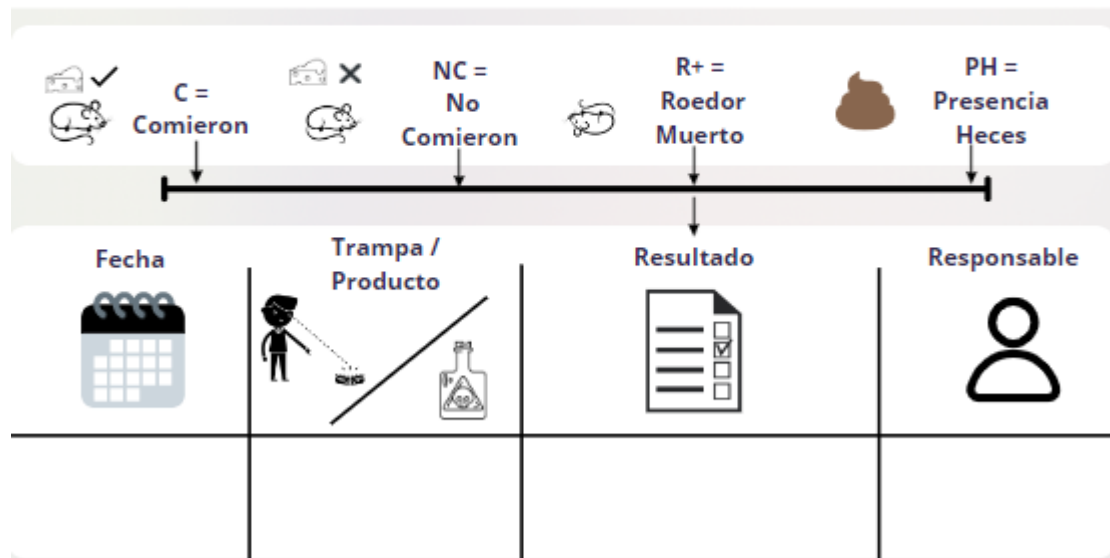 C =
Comieron
NC =
No
Comieron
R+ =
Roedor
Muerto
PH =
Presencia
Heces
Fecha
Trampa /
Producto
Resultado
Responsable